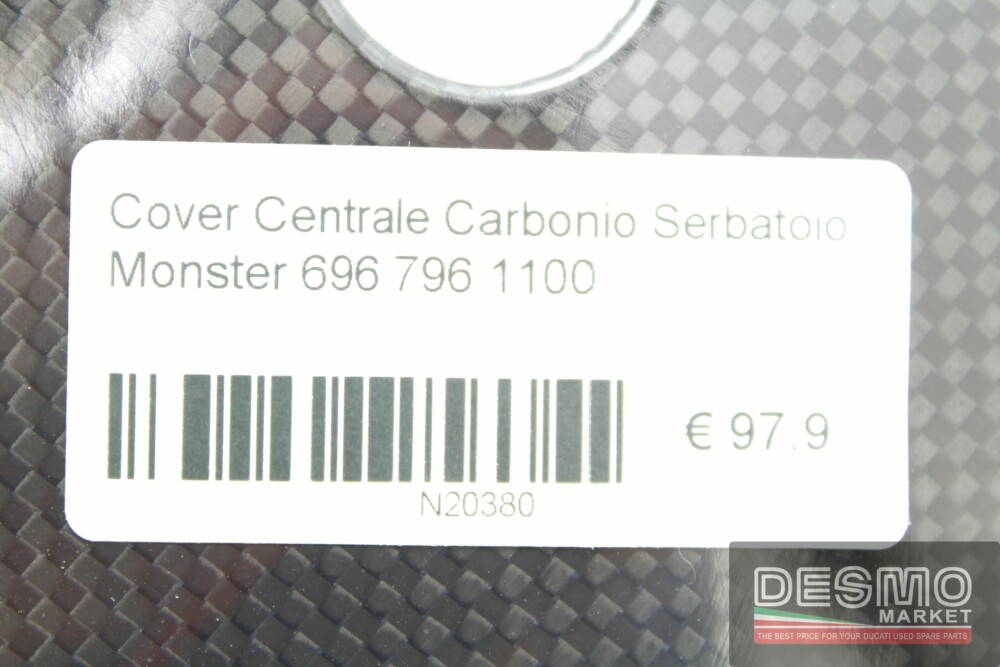 Cover Centrale Carbonio Serbatoio
Monster 696 796 1100
€ 97.9
N20380
DESMO
MARKET
THE BEST PRICE FOR YOUR DUCATI USED SPARE PARTS